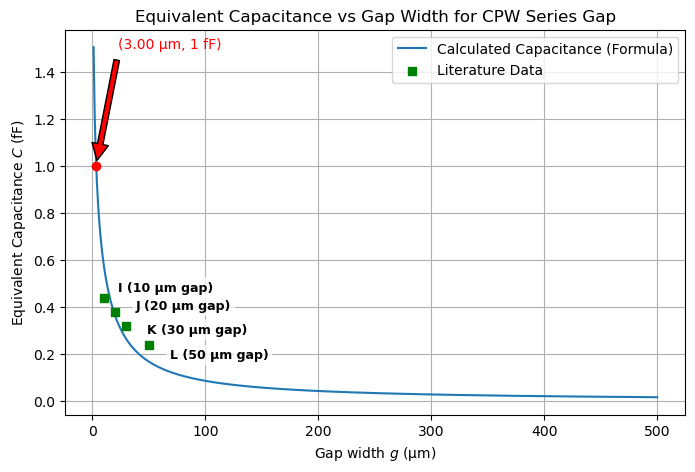 Equivalent Capacitance vs Gap Width for CPW Series Gap
(3.00 μm, 1 fF)
Calculated Capacitance (Formula)
Literature Data
1.4
1.2
1.0
0.8
0.6
0.4
0.2
0.0
Equivalent Capacitance C (fF)
I (10 μm gap)
J (20 μm gap)
K (30 μm gap)
L (50 μm gap)
0
100
200
300
400
500
Gap width g (μm)